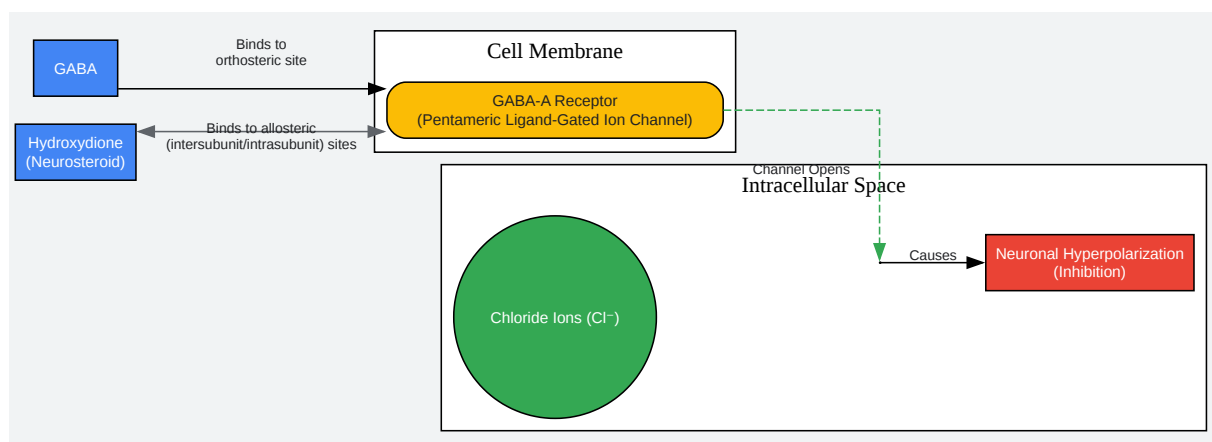 GABA
Binds to
orthosteric site
Cell Membrane
GABA-A Receptor
(Pentameric Ligand-Gated Ion Channel)
Hydroxydione
(Neurosteroid)
Binds to allosteric
(intersubunit/intrasubunit) sites
Channel Opens
Intracellular Space
Chloride Ions (Cl⁻)
Causes
Neuronal Hyperpolarization
(Inhibition)